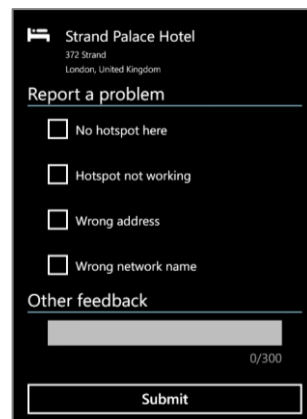 Strand Palace Hotel
372 Strand
London, United Kingdom
Report a problem
No hotspot here
Hotspot not working
Wrong address
Wrong network name
Other feedback
0/300
Submit